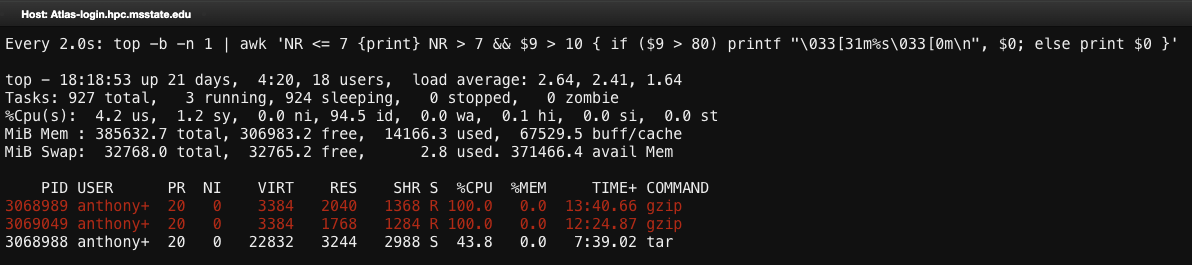 Host: Atlas-login.hpc.msstate.edu
Every 2.0s: top -b -n 1 | awk 'NR <= 7 {print} NR > 7 && $9 > 10 { if ($9 > 80) printf "\033[31m%s\033[0m\n", $0; else print $0 }'
top - 18:18:53 up 21 days,  4:20, 18 users,  load average: 2.64, 2.41, 1.64
Tasks: 927 total,   3 running, 924 sleeping,   0 stopped,   0 zombie
%Cpu(s):  4.2 us,  1.2 sy,  0.0 ni, 94.5 id,  0.0 wa,  0.1 hi,  0.0 si,  0.0 st
MiB Mem : 385632.7 total, 306983.2 free,  14166.3 used,  67529.5 buff/cache
MiB Swap:  32768.0 total,  32765.2 free,      2.8 used. 371466.4 avail Mem
    PID USER      PR  NI    VIRT    RES    SHR S  %CPU  %MEM     TIME+ COMMAND
3068989 anthony+  20   0    3384   2040   1368 R 100.0   0.0  13:40.66 gzip
3069049 anthony+  20   0    3384   1768   1284 R 100.0   0.0  12:24.87 gzip
3068988 anthony+  20   0   22832   3244   2988 S  43.8   0.0   7:39.02 tar